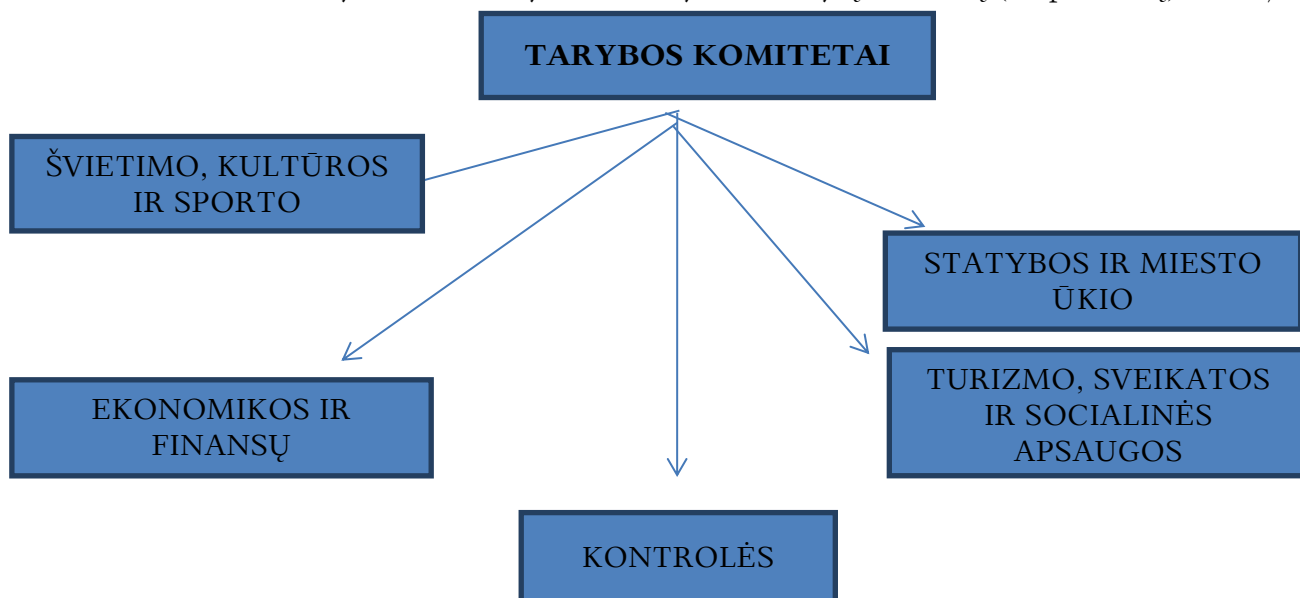 TARYBOS KOMITETAI
ŠVIETIMO, KULTŪROS
IR SPORTO
STATYBOS IR MIESTO
ŪKIO
TURIZMO, SVEIKATOS
IR SOCIALINĖS
APSAUGOS
EKONOMIKOS IR
FINANSŲ
KONTROLĖS